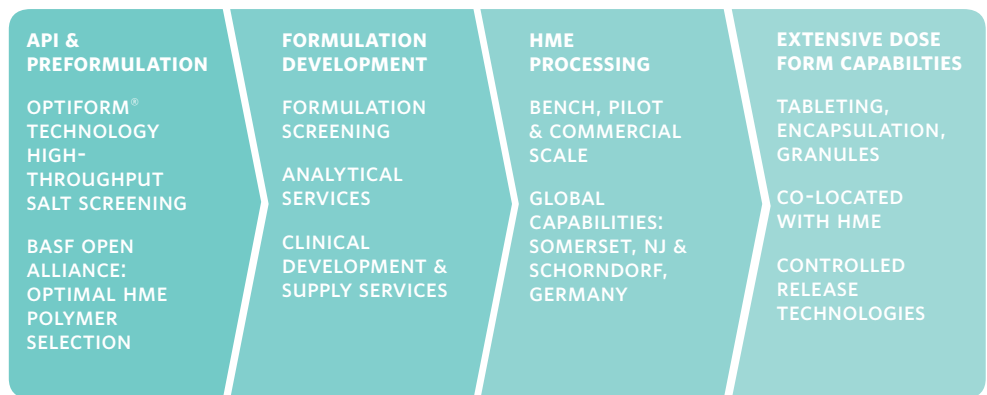 API &
PREFORMULATION
OPTIFORM®
TECHNOLOGY
HIGH-
THROUGHPUT
SALT SCREENING
BASF OPEN
ALLIANCE:
OPTIMAL HME
POLYMER
SELECTION
FORMULATION
DEVELOPMENT
FORMULATION
SCREENING
ANALYTICAL
SERVICES
CLINICAL
DEVELOPMENT &
SUPPLY SERVICES
HME
PROCESSING
BENCH, PILOT
& COMMERCIAL
SCALE
GLOBAL
CAPABILITIES:
SOMERSET, NJ &
SCHORNDORF,
GERMANY
EXTENSIVE DOSE
FORM CAPABILTIES
TABLETING,
ENCAPSULATION,
GRANULES
CO-LOCATED
WITH HME
CONTROLLED
RELEASE
TECHNOLOGIES